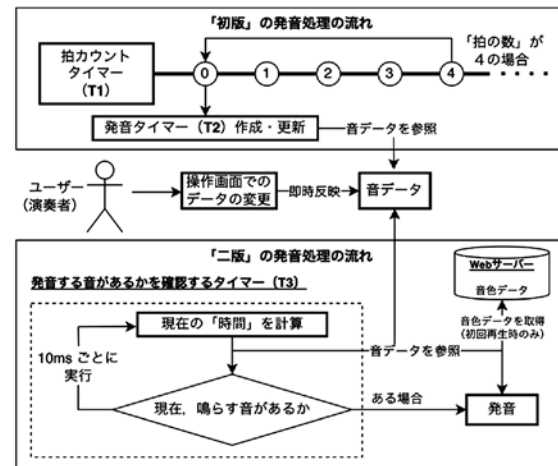 「初版」の発音処理の流れ
拍カウント
タイマー
(T1)
0
1
2
3
4
「拍の数」が
4の場合
発音タイマー（T2）作成・更新
音データを参照
ユーザー
(演奏者)
操作画面での
データの変更
即時反映
音データ
「二版」の発音処理の流れ
発音する音があるかを確認するタイマー（T3）
Webサーバー
音色データ
現在の「時間」を計算
音色データを取得
(初回再生時のみ)
10ms ごとに
実行
音データを参照
現在，鳴らす音があるか
ある場合
発音